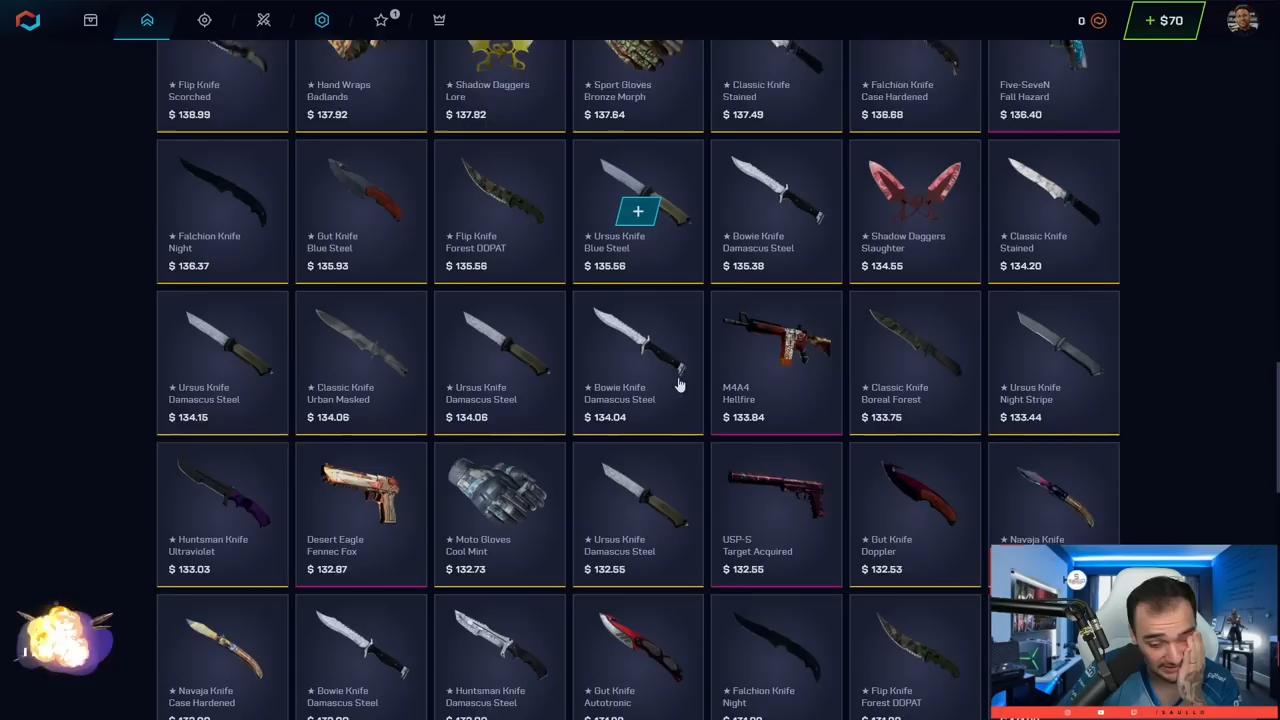 1
0
+ $70
★ Flip Knife
Scorched
$ 138.99
★ Hand Wraps
Badlands
$ 137.92
★ Shadow Daggers
Lore
$ 137.82
★ Sport Gloves
Bronze Morph
$ 137.64
★ Classic Knife
Stained
$ 137.49
★ Falchion Knife
Case Hardened
$ 136.68
Five-SeveN
Fall Hazard
$ 136.40
★ Falchion Knife
Night
$ 136.37
★ Gut Knife
Blue Steel
$ 135.93
★ Flip Knife
Forest DDPAT
$ 135.56
+
★ Ursus Knife
Blue Steel
$ 135.56
★ Bowie Knife
Damascus Steel
$ 135.38
★ Shadow Daggers
Slaughter
$ 134.55
★ Classic Knife
Stained
$ 134.20
★ Ursus Knife
Damascus Steel
$ 134.15
★ Classic Knife
Urban Masked
$ 134.06
★ Ursus Knife
Damascus Steel
$ 134.06
★ Bowie Knife
Damascus Steel
$ 134.04
M4A4
Hellfire
$ 133.84
★ Classic Knife
Boreal Forest
$ 133.75
★ Ursus Knife
Night Stripe
$ 133.44
★ Huntsman Knife
Ultraviolet
$ 133.03
Desert Eagle
Fennec Fox
$ 132.87
★ Moto Gloves
Cool Mint
$ 132.73
★ Ursus Knife
Damascus Steel
$ 132.55
USP-S
Target Acquired
$ 132.55
★ Gut Knife
Doppler
$ 132.53
★ Navaja Knife
★ Navaja Knife
Case Hardened
★ Bowie Knife
Damascus Steel
★ Huntsman Knife
Damascus Steel
★ Gut Knife
Autotronic
★ Falchion Knife
Night
★ Flip Knife
Forest DDPAT
/ S A U L L O